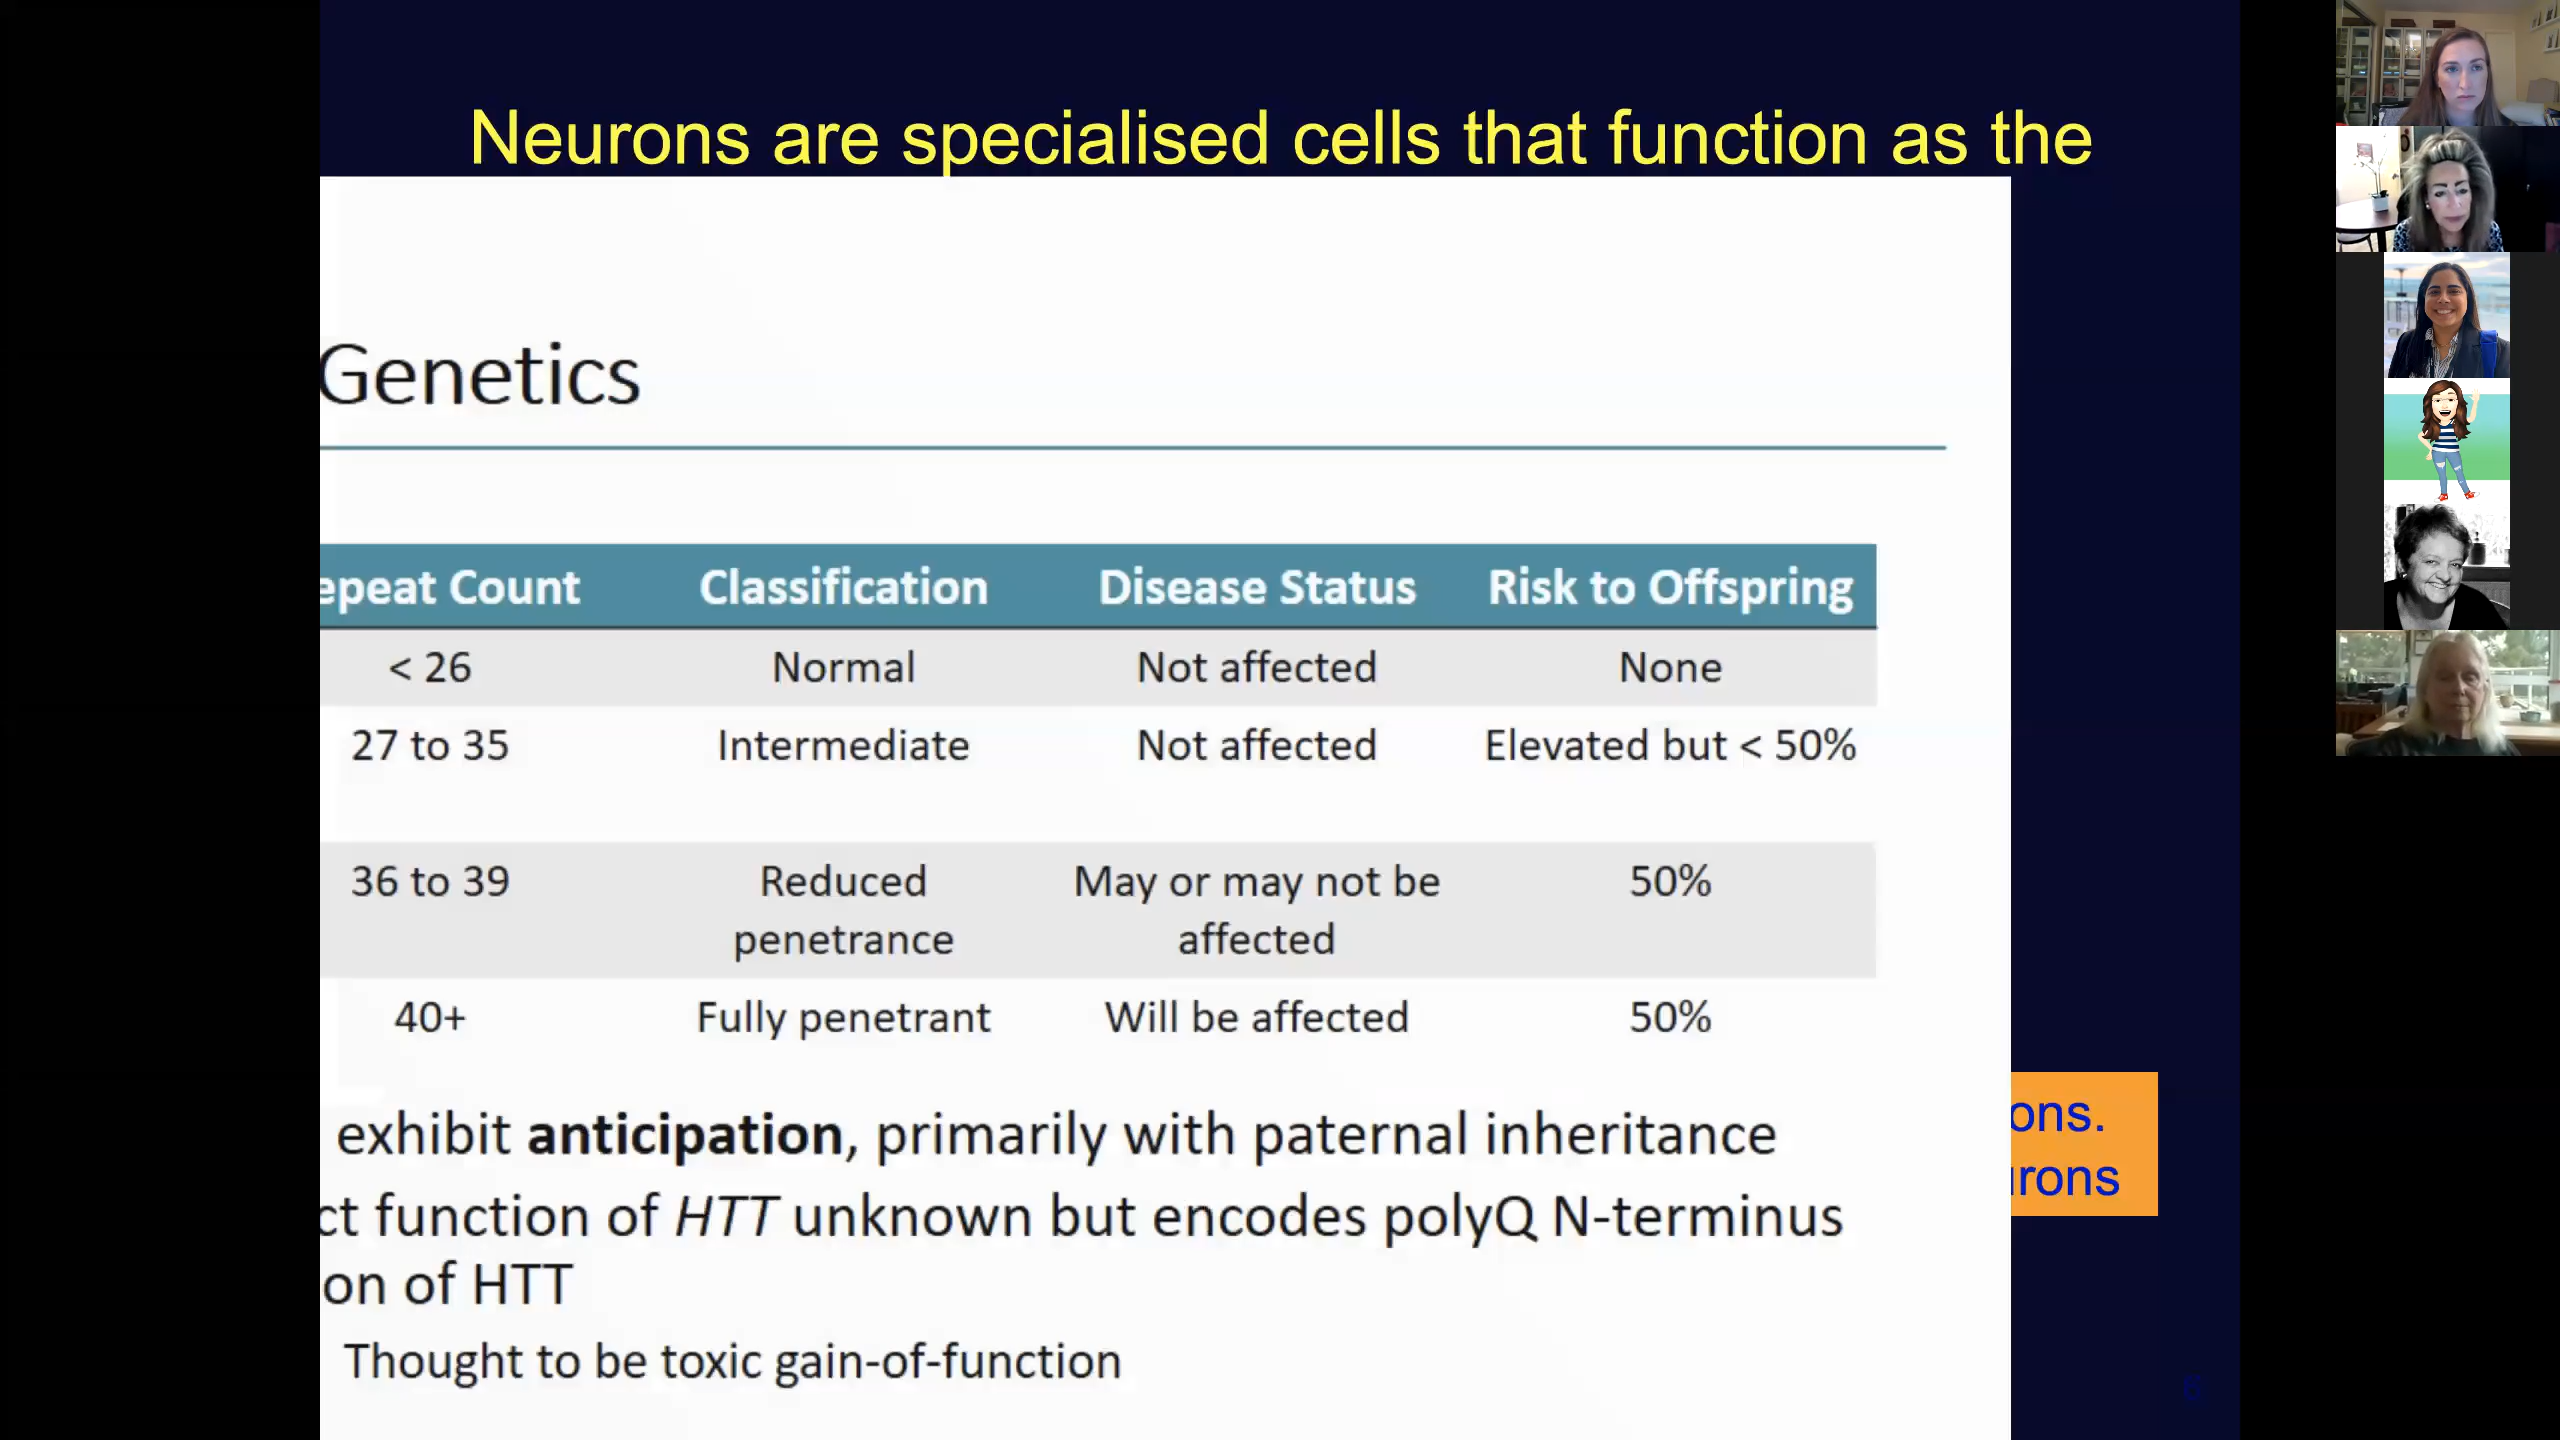 Neurons are specialised cells that function as the
Genetics
epeat Count Classification Disease Status Risk to Offspring
< 26 Normal Not affected None
27 to 35 Intermediate Not affected Elevated but < 50%
36 to 39 Reduced penetrance May or may not be affected 50%
40+ Fully penetrant Will be affected 50%
exhibit anticipation, primarily with paternal inheritance
ct function of HTT unknown but encodes polyQ N-terminus
on of HTT
Thought to be toxic gain-of-function
ons.
urons